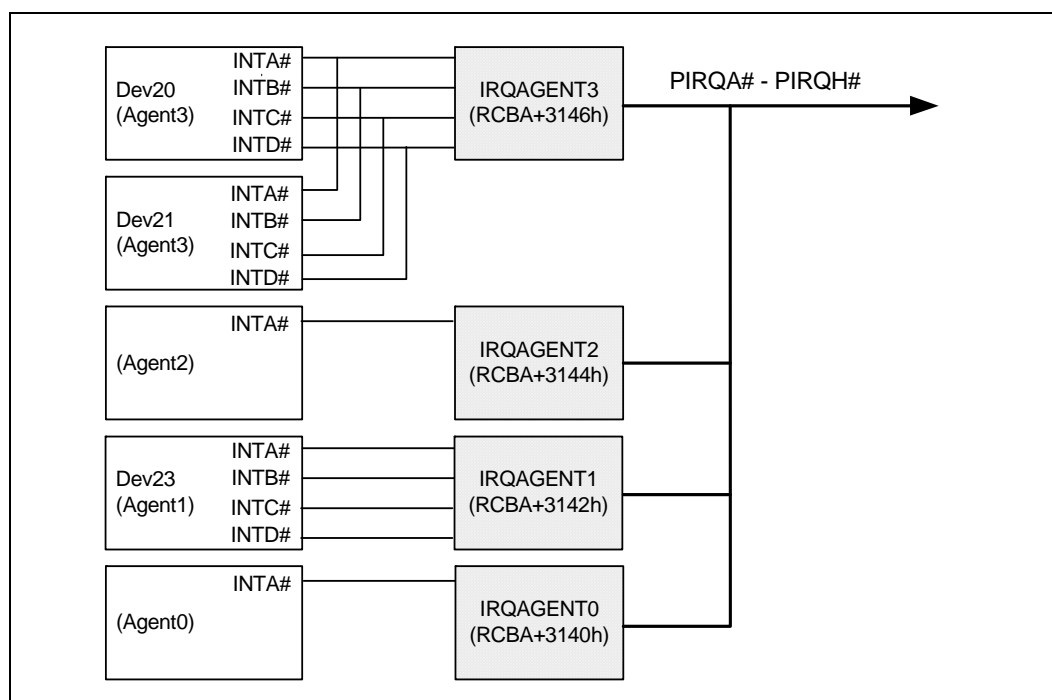 Dev20
(Agent3)
INTA#
INTB#
INTC#
INTD#
IRQAGENT3
(RCBA+3146h)
PIRQA# - PIRQH#
Dev21
(Agent3)
INTA#
INTB#
INTC#
INTD#
(Agent2)
INTA#
IRQAGENT2
(RCBA+3144h)
Dev23
(Agent1)
INTA#
INTB#
INTC#
INTD#
IRQAGENT1
(RCBA+3142h)
(Agent0)
INTA#
IRQAGENT0
(RCBA+3140h)